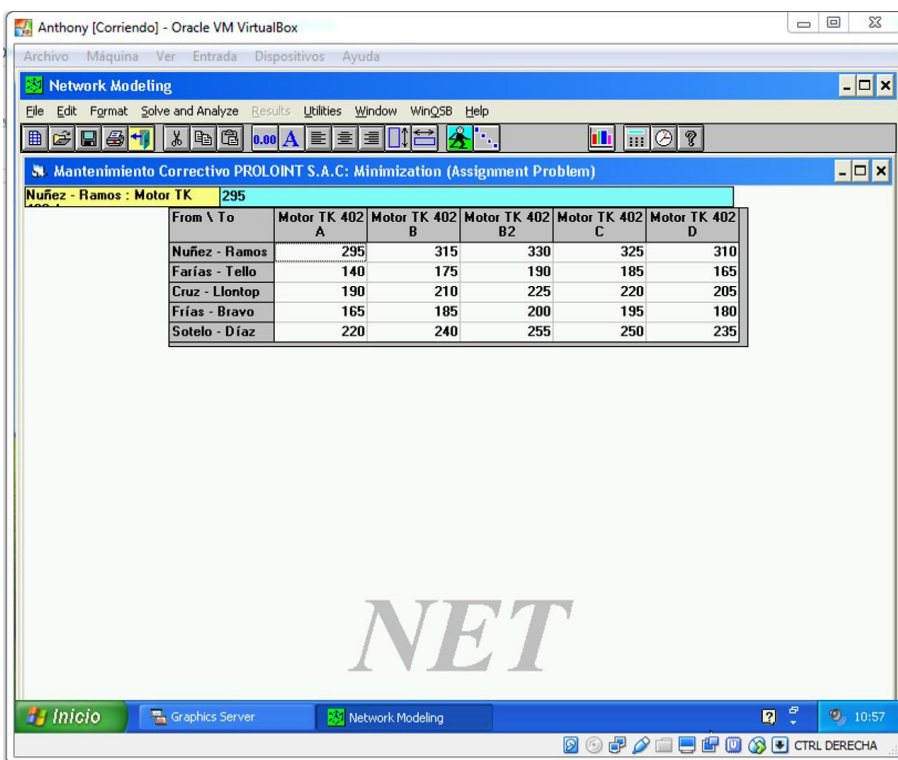 Anthony [Corriendo] - Oracle VM VirtualBox
Archivo Máquina Ver Entrada Dispositivos Ayuda
Network Modeling
File Edit Format Solve and Analyze Results Utilities Window WinQSB Help
0.00 A
Mantenimiento Correctivo PROLOINT S.A.C: Minimization (Assignment Problem)
Nuñez - Ramos : Motor TK 295
From \ To Motor TK 402 A Motor TK 402 B Motor TK 402 B2 Motor TK 402 C Motor TK 402 D
Nuñez - Ramos 295 315 330 325 310
Farías - Tello 140 175 190 185 165
Cruz - Llontop 190 210 225 220 205
Frías - Bravo 165 185 200 195 180
Sotelo - Díaz 220 240 255 250 235
NET
Inicio Graphics Server Network Modeling 10:57
CTRL DERECHA